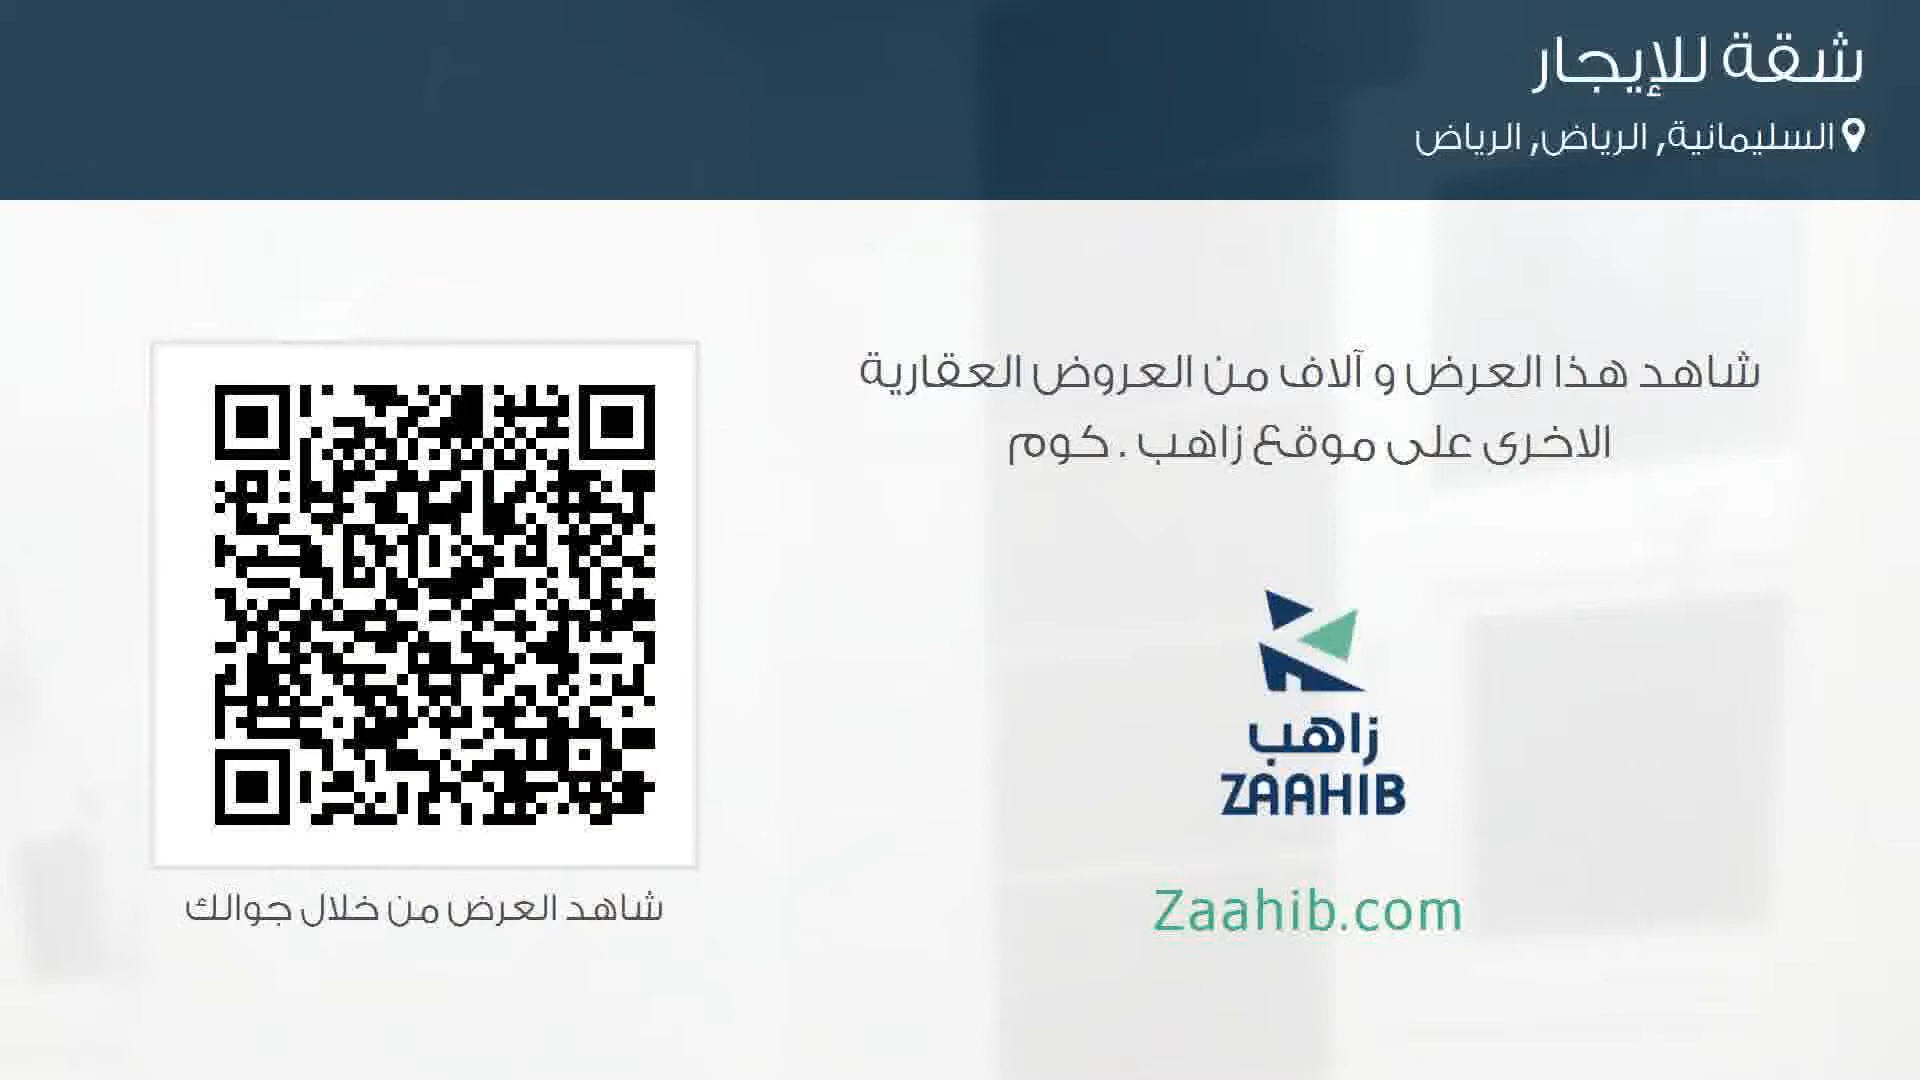 شقة للإيجار
السليمانية, الرياض, الرياض
شاهد هذا العرض و آلاف من العروض العقارية
الاخرى على موقع زاهب . كوم
زاهب
ZAAHIB
Zaahib.com
شاهد العرض من خلال جوالك